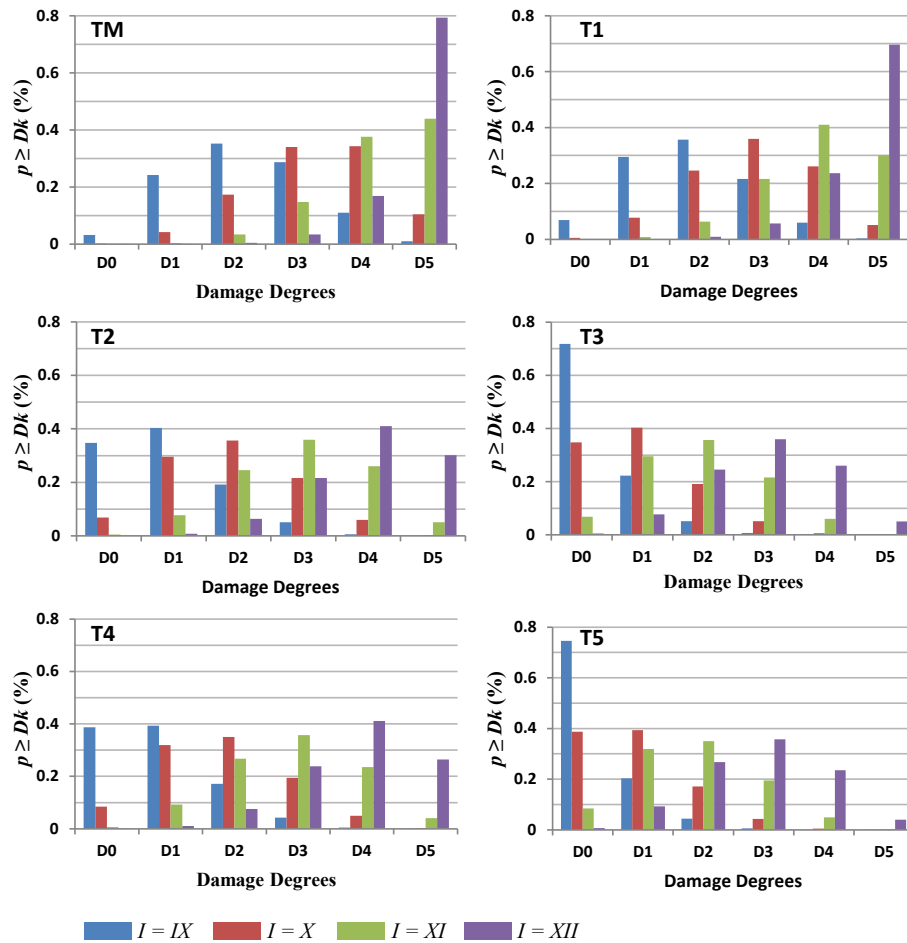 TM
p ≥ Dk (%)
0.8
0.6
0.4
0.2
0
D0 D1 D2 D3 D4 D5
Damage Degrees
T1
p ≥ Dk (%)
0.8
0.6
0.4
0.2
0
D0 D1 D2 D3 D4 D5
Damage Degrees
T2
p ≥ Dk (%)
0.8
0.6
0.4
0.2
0
D0 D1 D2 D3 D4 D5
Damage Degrees
T3
p ≥ Dk (%)
0.8
0.6
0.4
0.2
0
D0 D1 D2 D3 D4 D5
Damage Degrees
T4
p ≥ Dk (%)
0.8
0.6
0.4
0.2
0
D0 D1 D2 D3 D4 D5
Damage Degrees
T5
p ≥ Dk (%)
0.8
0.6
0.4
0.2
0
D0 D1 D2 D3 D4 D5
Damage Degrees
I = IX I = X I = XI I = XII